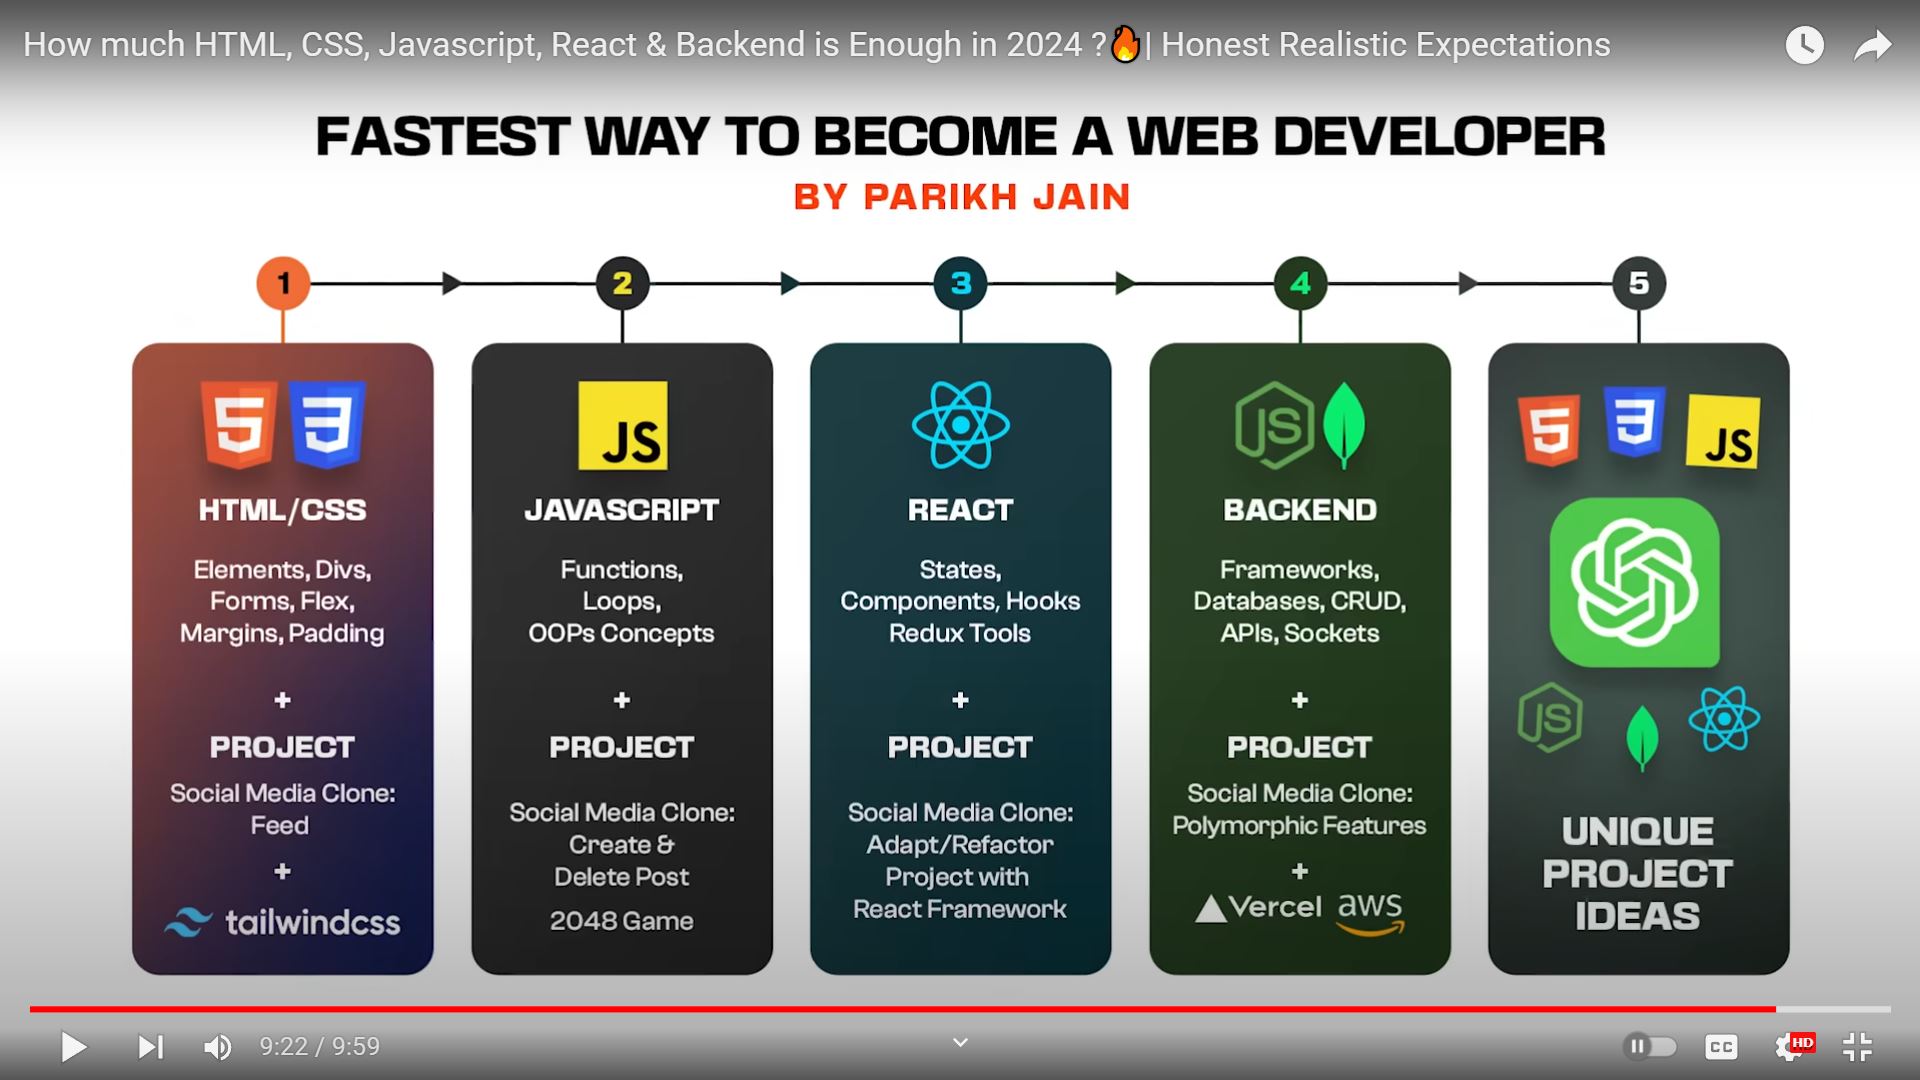 How much HTML, CSS, Javascript, React & Backend is Enough in 2024 ?🔥| Honest Realistic Expectations
FASTEST WAY TO BECOME A WEB DEVELOPER
BY PARIKH JAIN
1
2
3
4
5
5
3
HTML/CSS
Elements, Divs,
Forms, Flex,
Margins, Padding
+
PROJECT
Social Media Clone:
Feed
+
tailwindcss
JS
JAVASCRIPT
Functions,
Loops,
OOPs Concepts
+
PROJECT
Social Media Clone:
Create &
Delete Post
2048 Game
REACT
States,
Components, Hooks
Redux Tools
+
PROJECT
Social Media Clone:
Adapt/Refactor
Project with
React Framework
JS
BACKEND
Frameworks,
Databases, CRUD,
APIs, Sockets
+
PROJECT
Social Media Clone:
Polymorphic Features
+
Vercel aws
5
3
JS
JS
UNIQUE
PROJECT
IDEAS
9:22 / 9:59
CC
HD